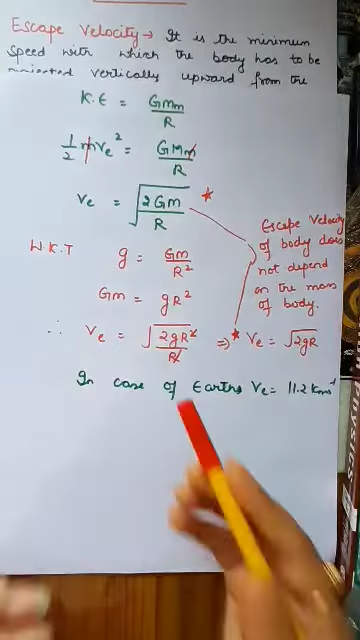 Escape Velocity → It is the minimum
speed with which the body has to be
projected vertically upward from the
K.E = GMm/R
1/2 mVe² = GMm/R
Ve = √(2Gm/R) *
W.K.T g = Gm/R²
Gm = gR²
∴ Ve = √(2gR²/R) ⇒ * Ve = √2gR
Escape Velocity
of body does
not depend
on the mass
of body.
In case of Earths Ve = 11.2 Kms⁻¹
PHYSICS